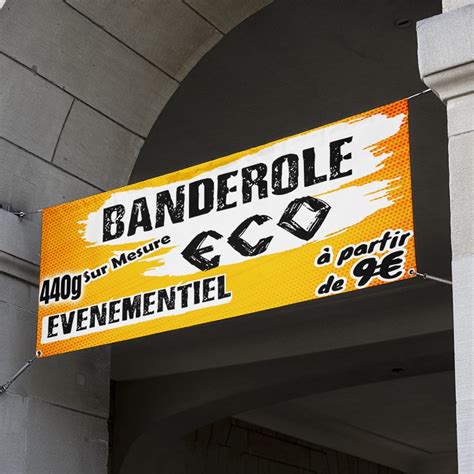 BANDEROLE
ECO
440g Sur Mesure
EVENEMENTIEL
à partir
de 9€